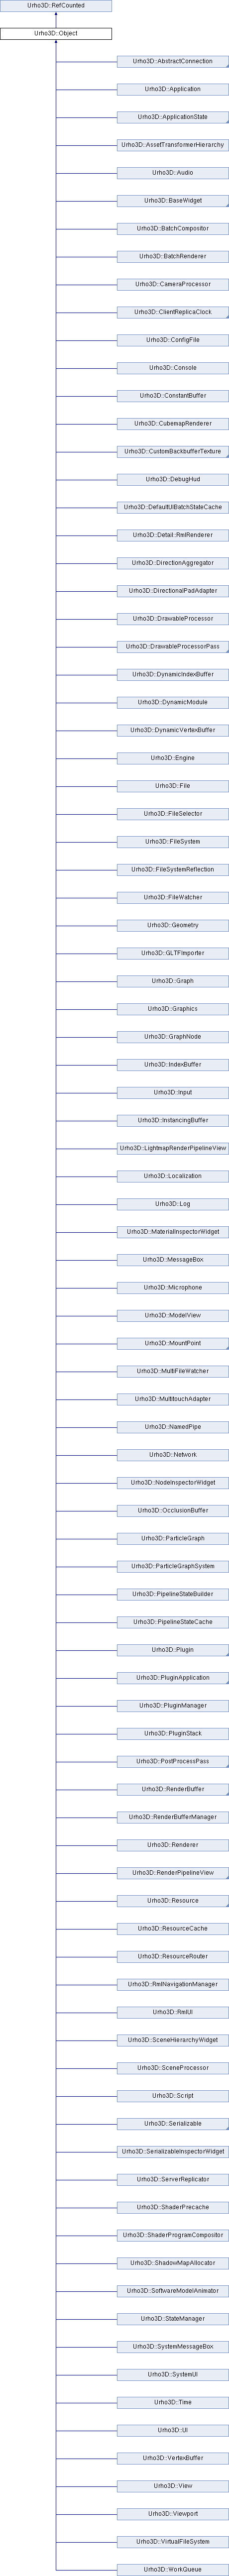 Urho3D::RefCounted
Urho3D::Object
Urho3D::AbstractConnection
Urho3D::Application
Urho3D::ApplicationState
Urho3D::AssetTransformerHierarchy
Urho3D::Audio
Urho3D::BaseWidget
Urho3D::BatchCompositor
Urho3D::BatchRenderer
Urho3D::CameraProcessor
Urho3D::ClientReplicaClock
Urho3D::ConfigFile
Urho3D::Console
Urho3D::ConstantBuffer
Urho3D::CubemapRenderer
Urho3D::CustomBackbufferTexture
Urho3D::DebugHud
Urho3D::DefaultUIBatchStateCache
Urho3D::Detail::RmlRenderer
Urho3D::DirectionAggregator
Urho3D::DirectionalPadAdapter
Urho3D::DrawableProcessor
Urho3D::DrawableProcessorPass
Urho3D::DynamicIndexBuffer
Urho3D::DynamicModule
Urho3D::DynamicVertexBuffer
Urho3D::Engine
Urho3D::File
Urho3D::FileSelector
Urho3D::FileSystem
Urho3D::FileSystemReflection
Urho3D::FileWatcher
Urho3D::Geometry
Urho3D::GLTFImporter
Urho3D::Graph
Urho3D::Graphics
Urho3D::GraphNode
Urho3D::IndexBuffer
Urho3D::Input
Urho3D::InstancingBuffer
Urho3D::LightmapRenderPipelineView
Urho3D::Localization
Urho3D::Log
Urho3D::MaterialInspectorWidget
Urho3D::MessageBox
Urho3D::Microphone
Urho3D::ModelView
Urho3D::MountPoint
Urho3D::MultiFileWatcher
Urho3D::MultitouchAdapter
Urho3D::NamedPipe
Urho3D::Network
Urho3D::NodeInspectorWidget
Urho3D::OcclusionBuffer
Urho3D::ParticleGraph
Urho3D::ParticleGraphSystem
Urho3D::PipelineStateBuilder
Urho3D::PipelineStateCache
Urho3D::Plugin
Urho3D::PluginApplication
Urho3D::PluginManager
Urho3D::PluginStack
Urho3D::PostProcessPass
Urho3D::RenderBuffer
Urho3D::RenderBufferManager
Urho3D::Renderer
Urho3D::RenderPipelineView
Urho3D::Resource
Urho3D::ResourceCache
Urho3D::ResourceRouter
Urho3D::RmlNavigationManager
Urho3D::RmlUI
Urho3D::SceneHierarchyWidget
Urho3D::SceneProcessor
Urho3D::Script
Urho3D::Serializable
Urho3D::SerializableInspectorWidget
Urho3D::ServerReplicator
Urho3D::ShaderPrecache
Urho3D::ShaderProgramCompositor
Urho3D::ShadowMapAllocator
Urho3D::SoftwareModelAnimator
Urho3D::StateManager
Urho3D::SystemMessageBox
Urho3D::SystemUI
Urho3D::Time
Urho3D::UI
Urho3D::VertexBuffer
Urho3D::View
Urho3D::Viewport
Urho3D::VirtualFileSystem
Urho3D::WorkQueue